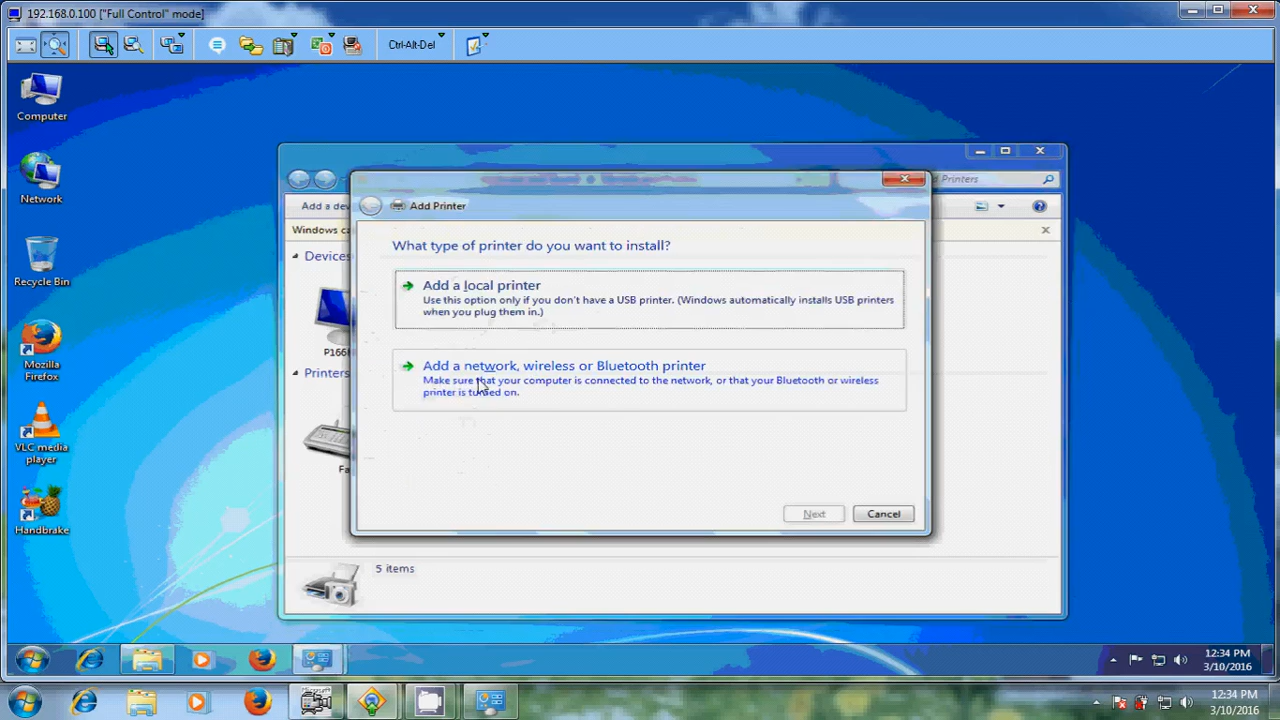 192.168.0.100 ["Full Control" mode]
Ctrl-Alt-Del
Computer
Network
Recycle Bin
Mozilla
Firefox
VLC media
player
Handbrake
Printers
Add a dev
Windows ca
Devices
P166
Printers
Fa
5 items
Add Printer
What type of printer do you want to install?
Add a local printer
Use this option only if you don't have a USB printer. (Windows automatically installs USB printers
when you plug them in.)
Add a network, wireless or Bluetooth printer
Make sure that your computer is connected to the network, or that your Bluetooth or wireless
printer is turned on.
Next
Cancel
12:34 PM
3/10/2016
12:34 PM
3/10/2016